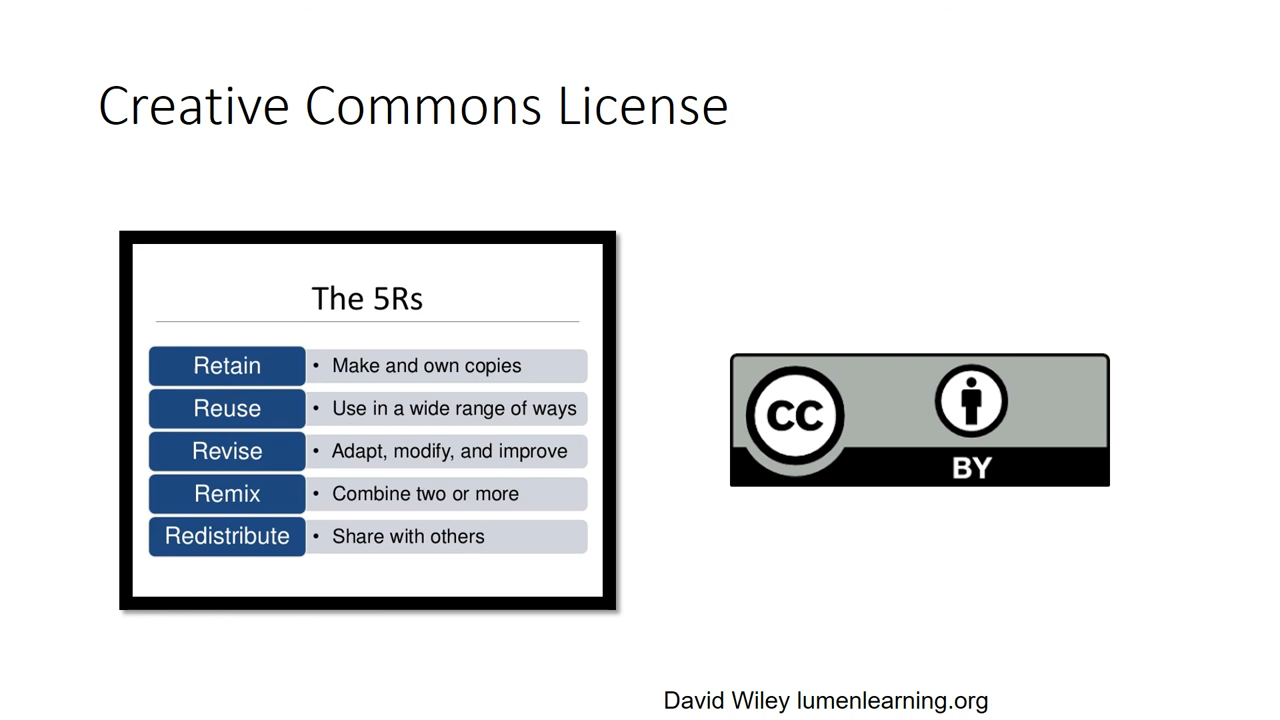 Creative Commons License
The 5Rs
Retain • Make and own copies
Reuse • Use in a wide range of ways
Revise • Adapt, modify, and improve
Remix • Combine two or more
Redistribute • Share with others
CC
BY
David Wiley lumenlearning.org